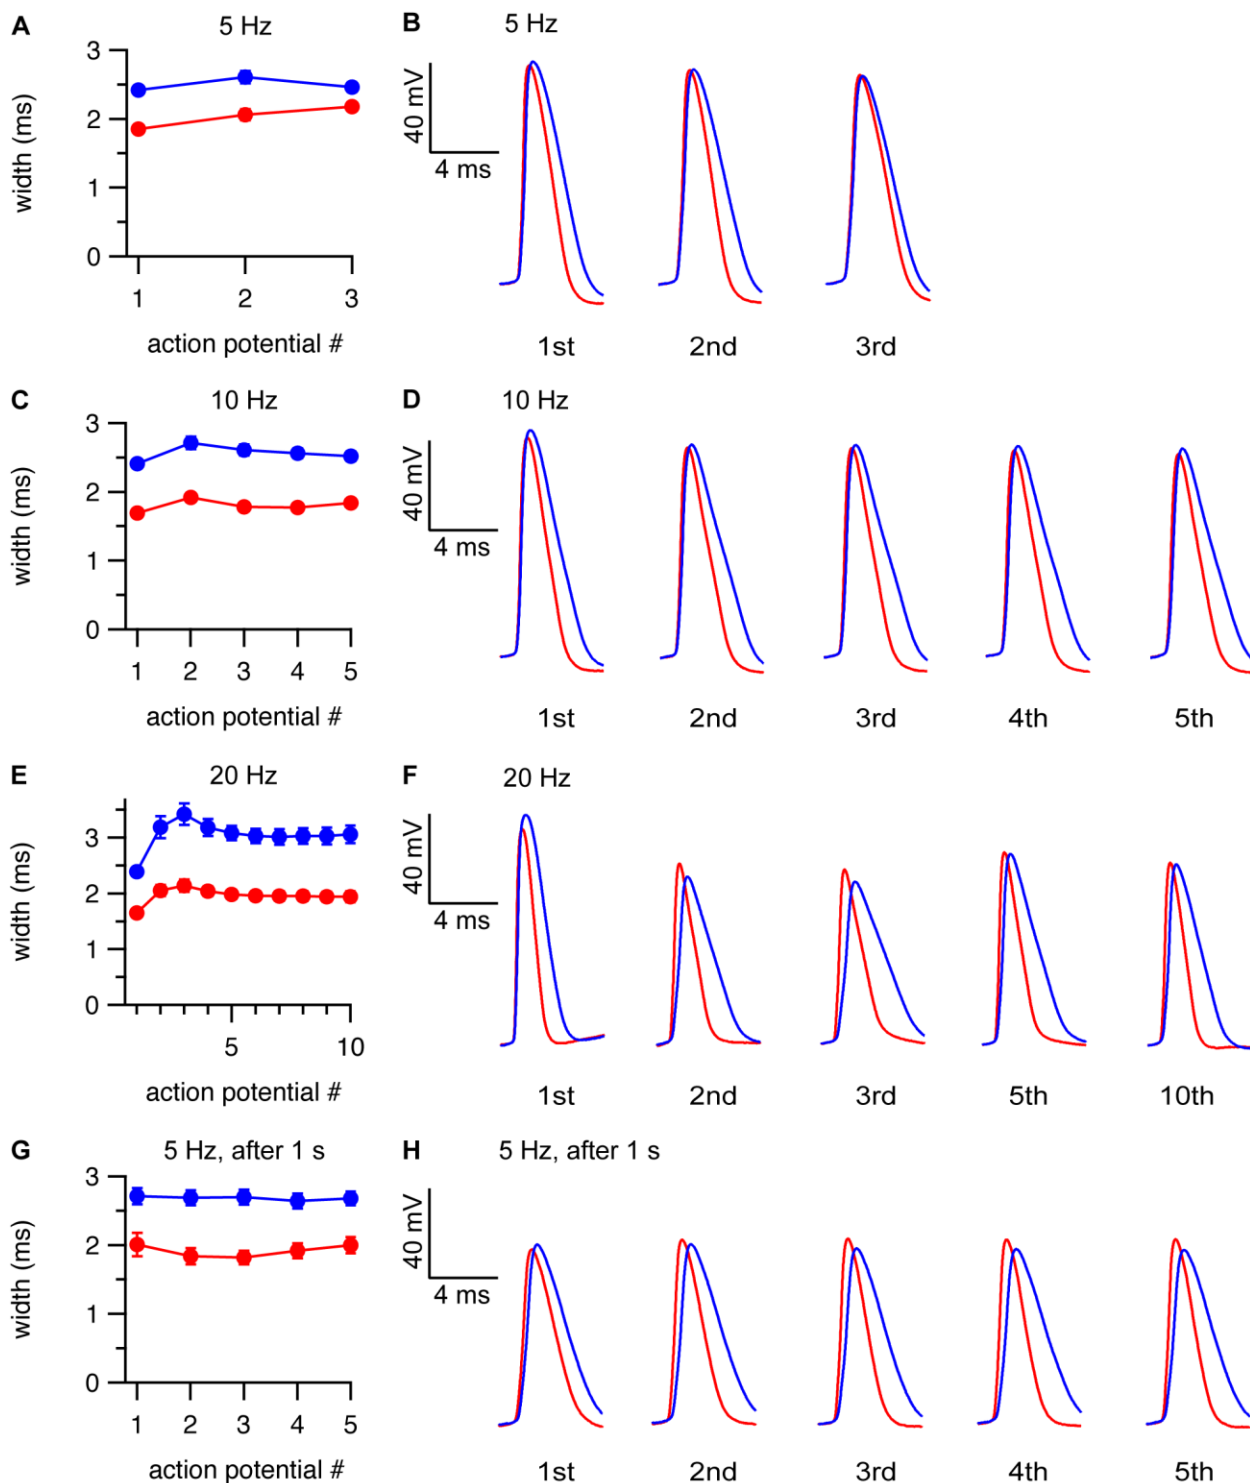 A
5 Hz
width (ms)
3
2
1
0
1 2 3
action potential #
B
5 Hz
40 mV
4 ms
1st 2nd 3rd
C
10 Hz
width (ms)
3
2
1
0
1 2 3 4 5
action potential #
D
10 Hz
40 mV
4 ms
1st 2nd 3rd 4th 5th
E
20 Hz
width (ms)
3
2
1
0
5 10
action potential #
F
20 Hz
40 mV
4 ms
1st 2nd 3rd 5th 10th
G
5 Hz, after 1 s
width (ms)
3
2
1
0
1 2 3 4 5
action potential #
H
5 Hz, after 1 s
40 mV
4 ms
1st 2nd 3rd 4th 5th